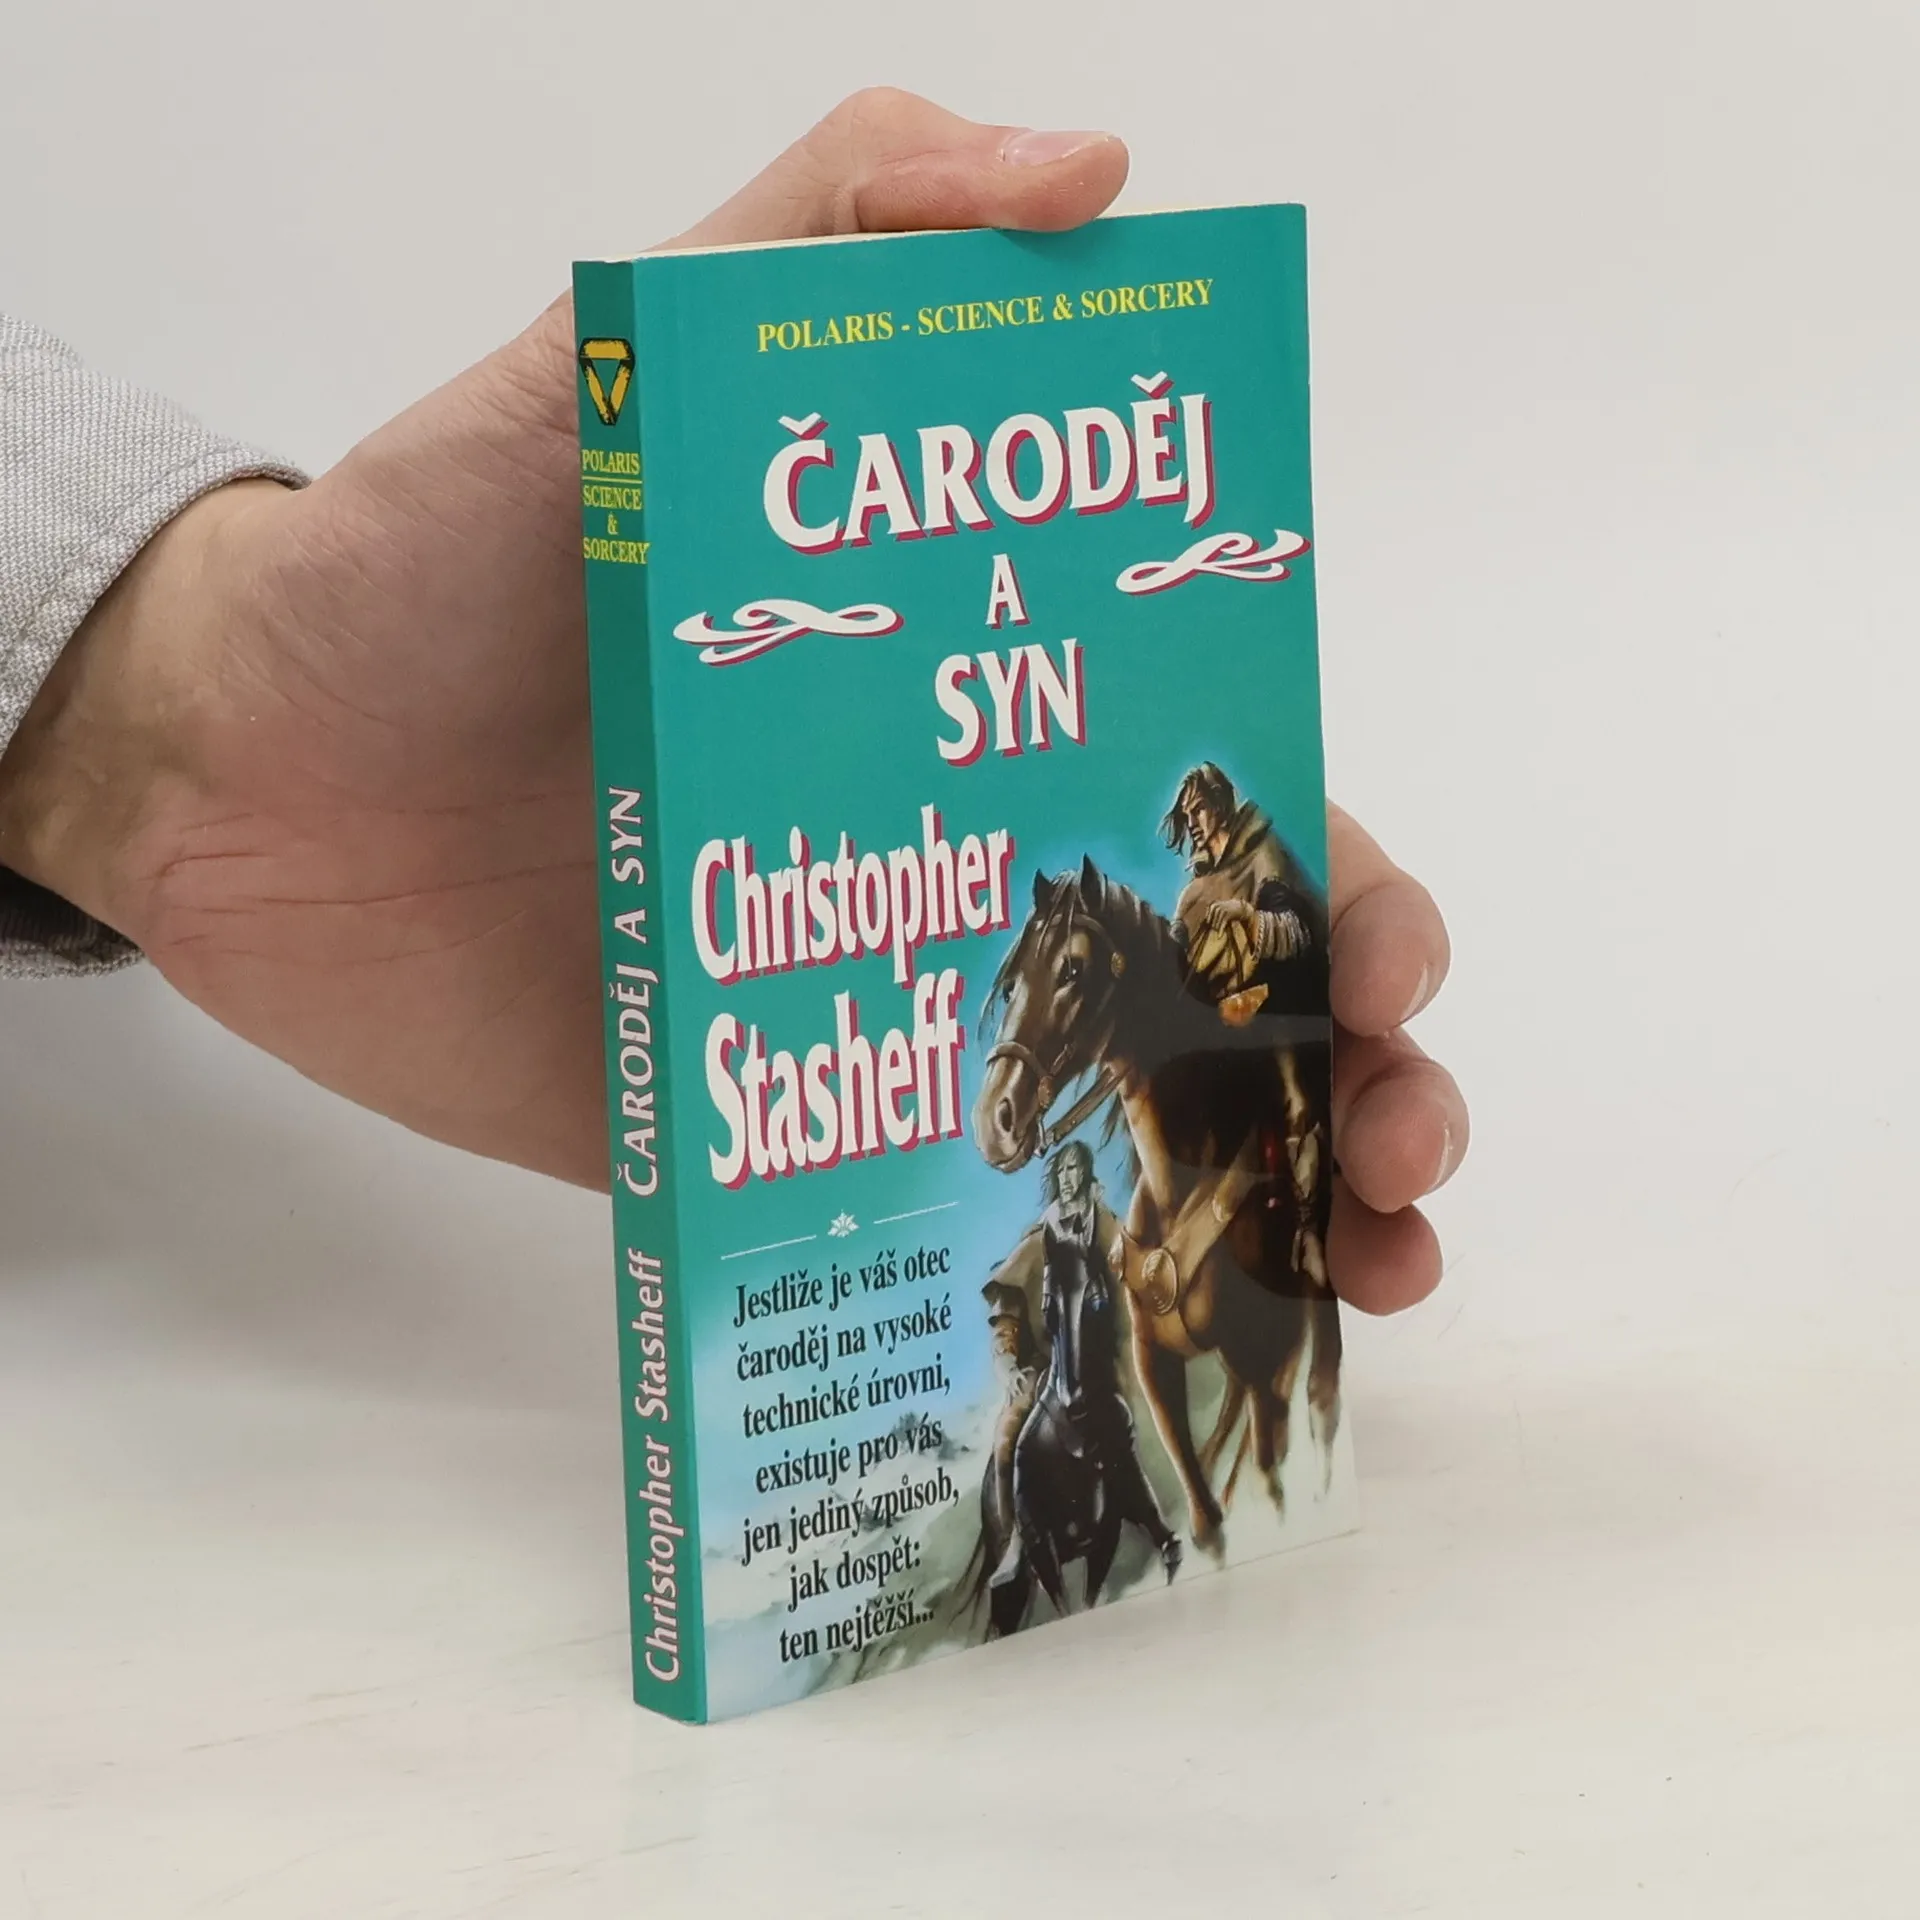 POLARIS
SCIENCE
&
SORCERY
ČARODĚJ A SYN
Christopher Stasheff
POLARIS - SCIENCE & SORCERY
ČARODĚJ
A
SYN
Christopher
Stasheff
Jestliže je váš otec
čaroděj na vysoké
technické úrovni,
existuje pro vás
jen jediný způsob,
jak dospět:
ten nejtěžší...